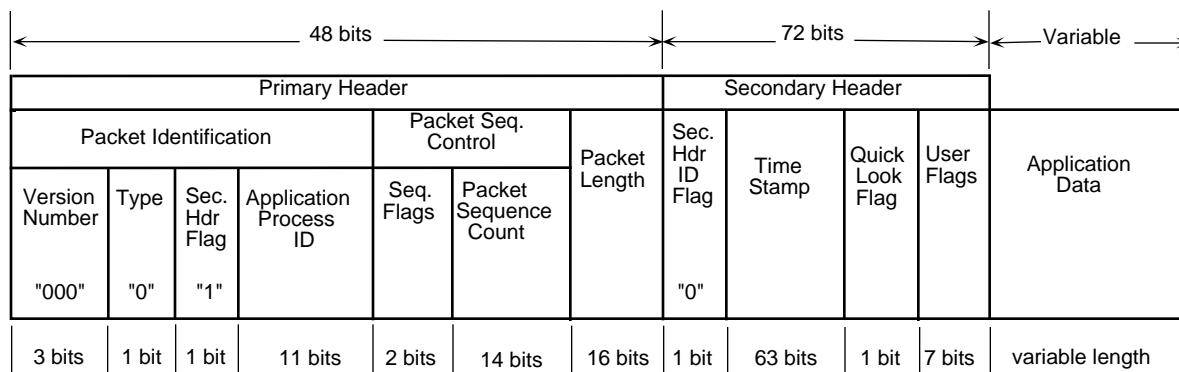 48 bits
72 bits
Variable
Primary Header
Secondary Header
Packet Identification
Packet Seq.
Control
Packet
Length
Sec.
Hdr
ID
Flag
Time
Stamp
Quick
Look
Flag
User
Flags
Application
Data
Version
Number
Type
Sec.
Hdr
Flag
Application
Process
ID
Seq.
Flags
Packet
Sequence
Count
"000"
"0"
"1"
"0"
3 bits
1 bit
1 bit
11 bits
2 bits
14 bits
16 bits
1 bit
63 bits
1 bit
7 bits
variable length